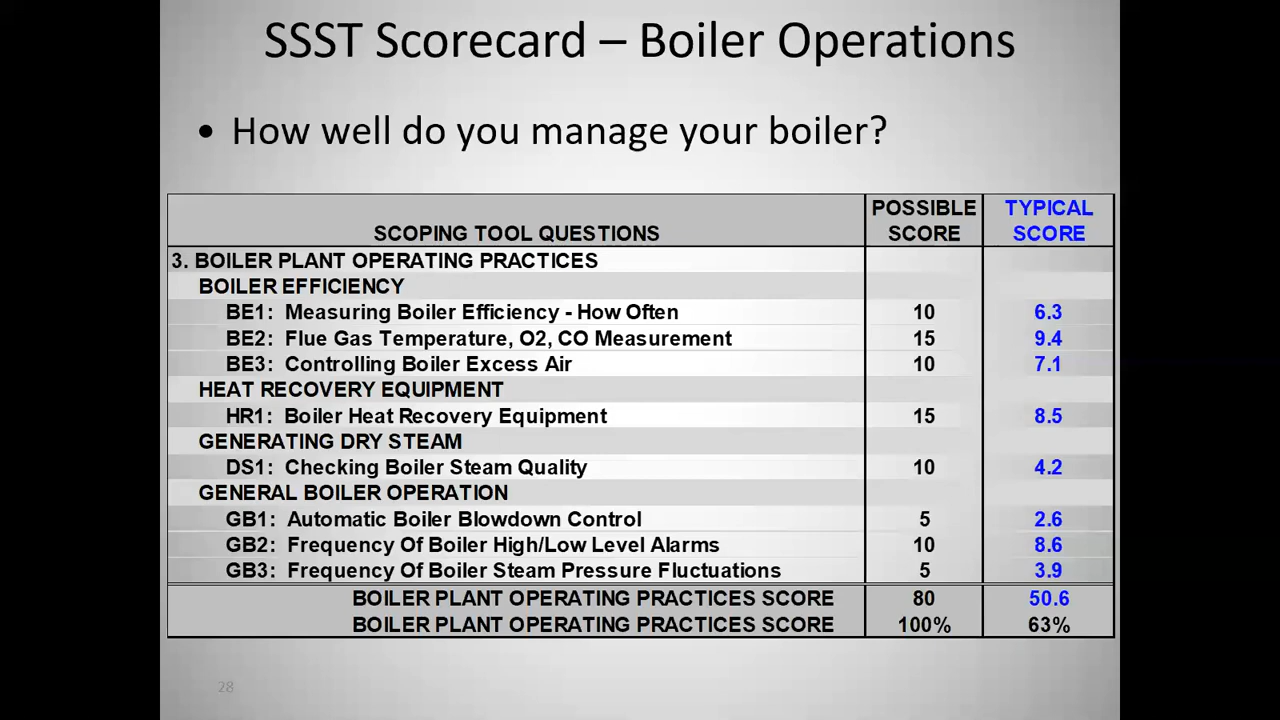 SSST Scorecard – Boiler Operations
• How well do you manage your boiler?
SCOPING TOOL QUESTIONS POSSIBLE SCORE TYPICAL SCORE
3. BOILER PLANT OPERATING PRACTICES
BOILER EFFICIENCY
BE1: Measuring Boiler Efficiency - How Often 10 6.3
BE2: Flue Gas Temperature, O2, CO Measurement 15 9.4
BE3: Controlling Boiler Excess Air 10 7.1
HEAT RECOVERY EQUIPMENT
HR1: Boiler Heat Recovery Equipment 15 8.5
GENERATING DRY STEAM
DS1: Checking Boiler Steam Quality 10 4.2
GENERAL BOILER OPERATION
GB1: Automatic Boiler Blowdown Control 5 2.6
GB2: Frequency Of Boiler High/Low Level Alarms 10 8.6
GB3: Frequency Of Boiler Steam Pressure Fluctuations 5 3.9
BOILER PLANT OPERATING PRACTICES SCORE 80 50.6
BOILER PLANT OPERATING PRACTICES SCORE 100% 63%
28